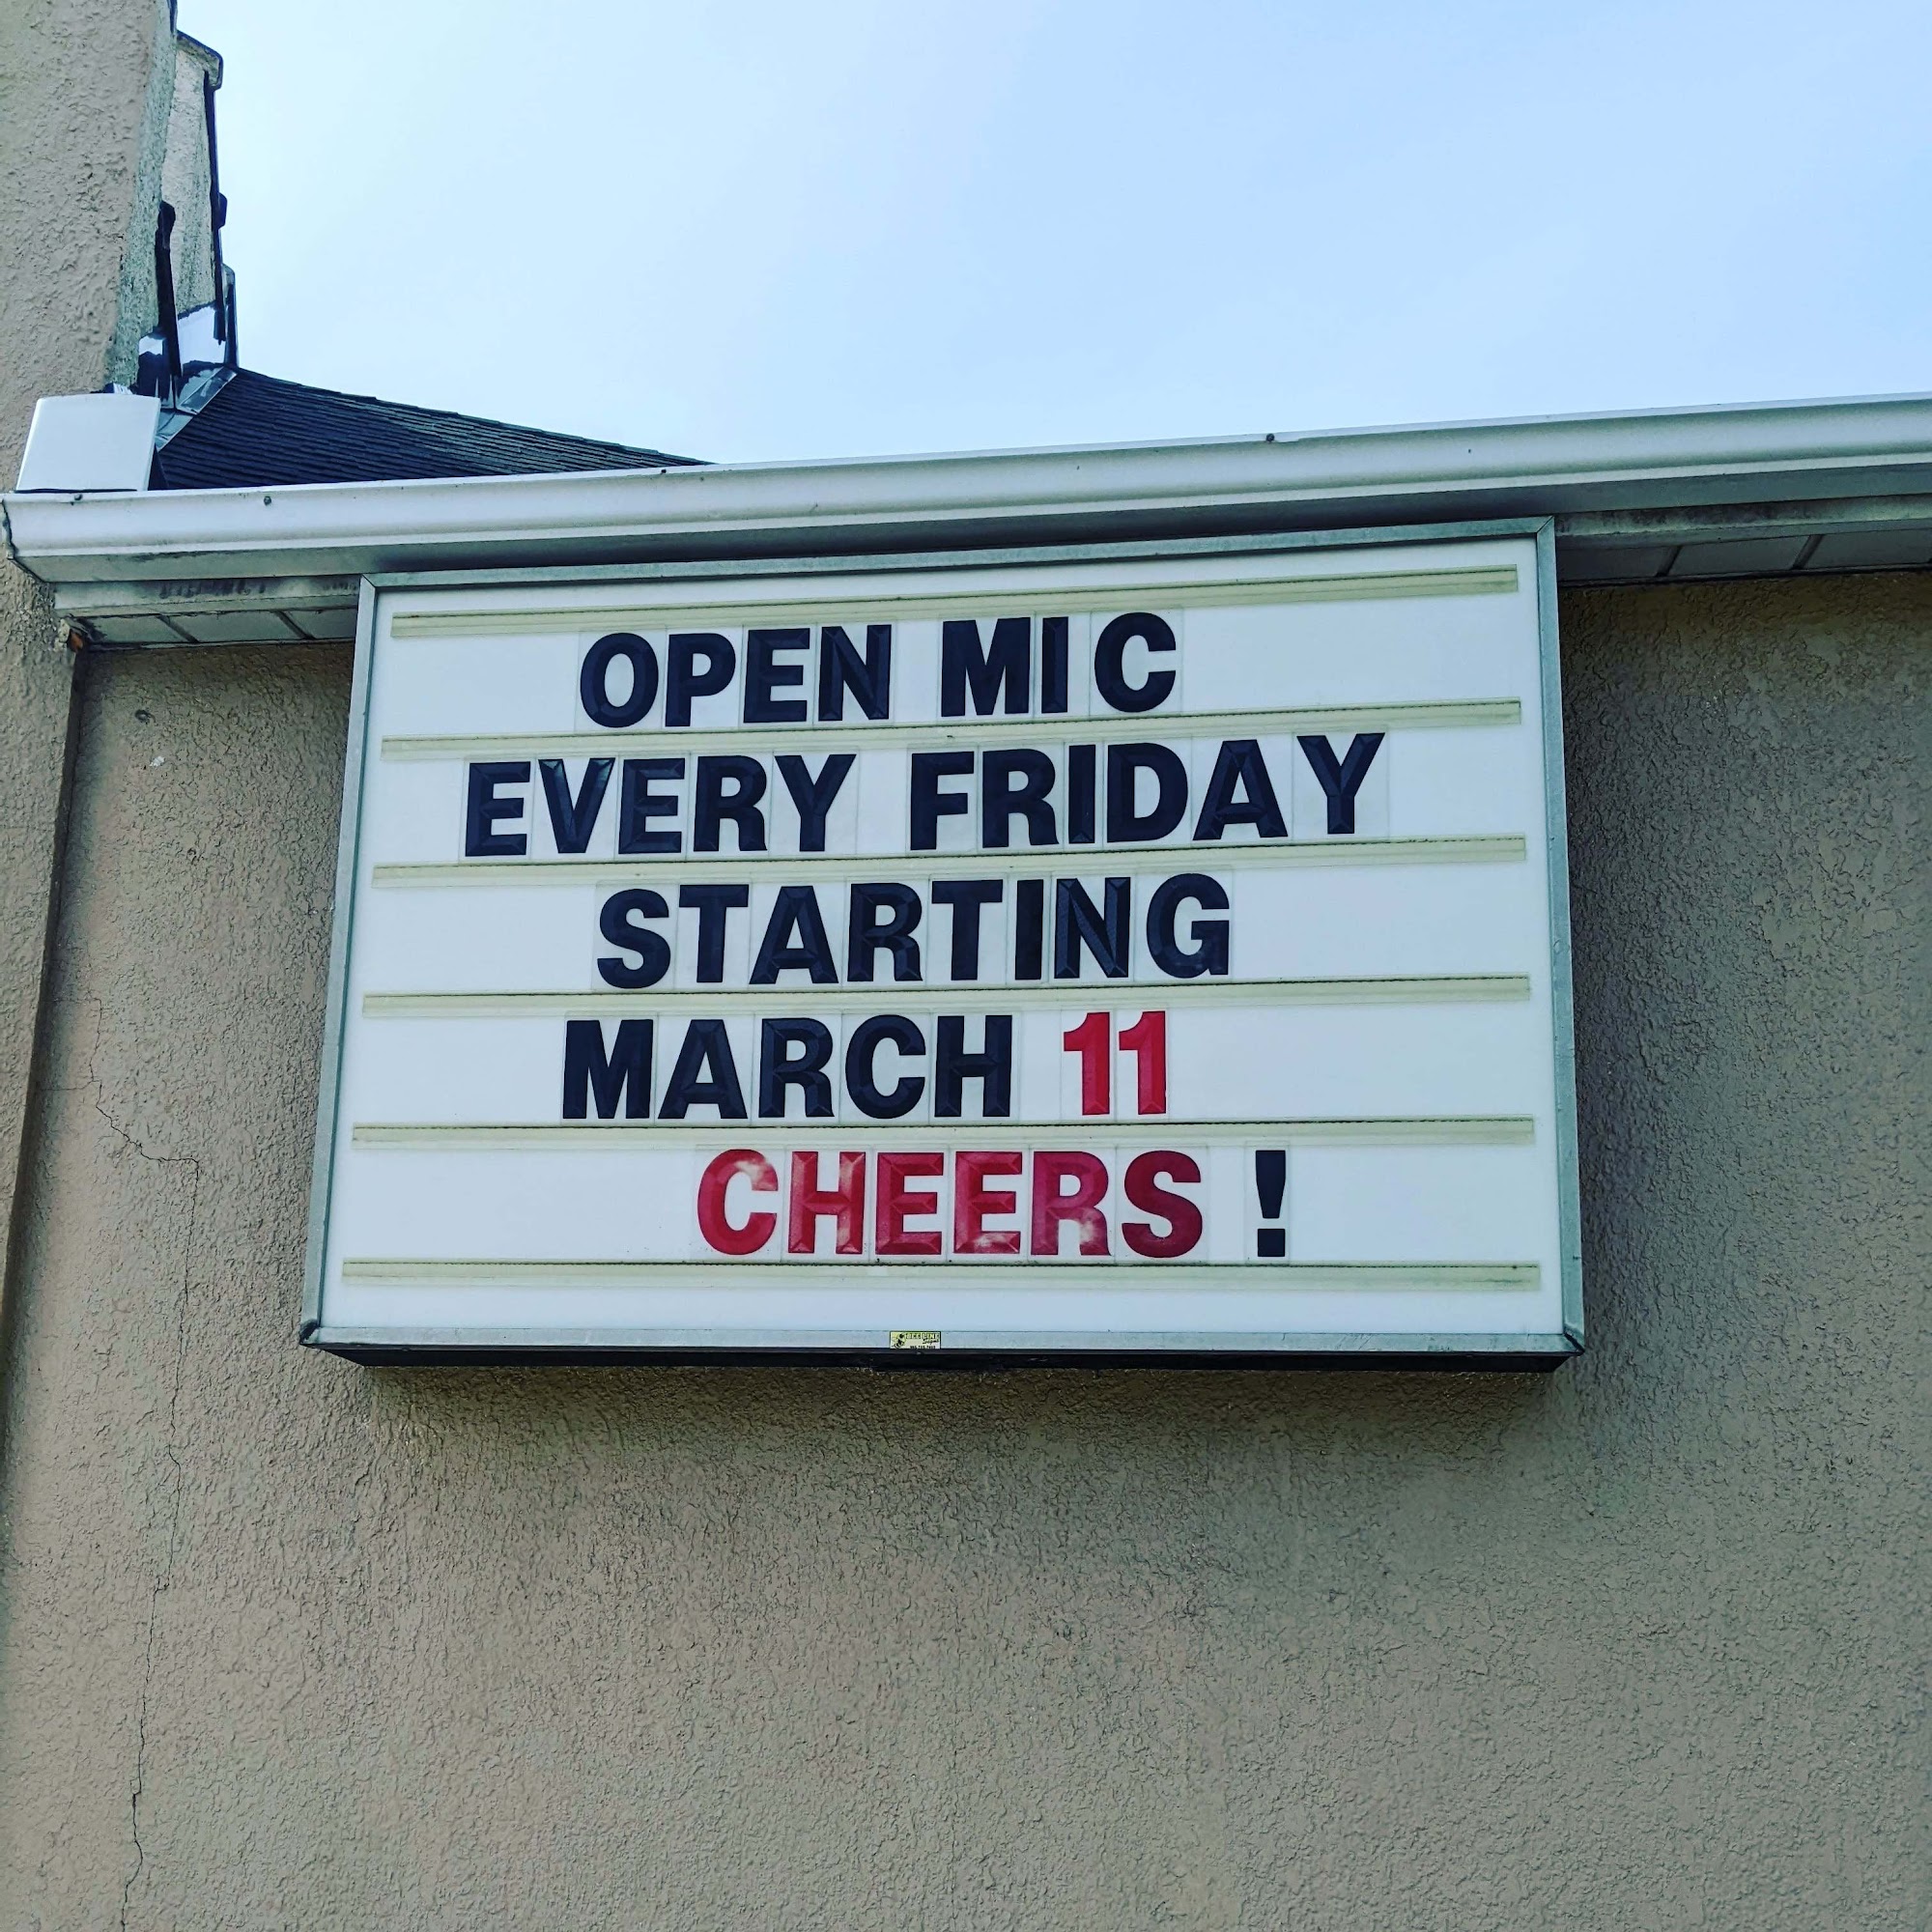 OPEN MIC
EVERY FRIDAY
STARTING
MARCH 11
CHEERS !